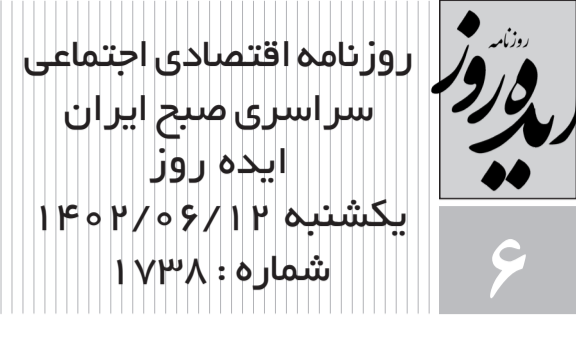 روزنامه اقتصادی اجتماعی
سراسری صبح ایران
ایده روز
یکشنبه ۱۴۰۲/۰۶/۱۲
شماره : ۱۷۳۸
روزنامه
ایده روز
۶